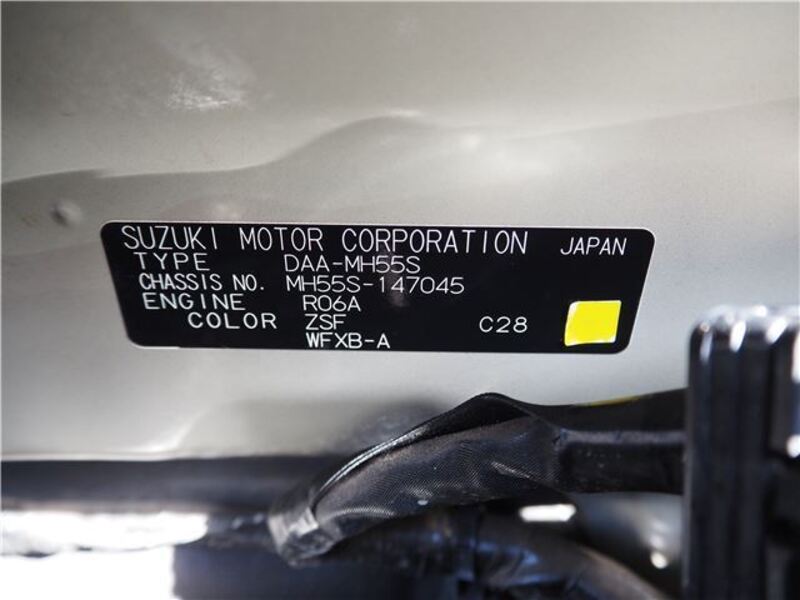 SUZUKI MOTOR CORPORATION JAPAN
TYPE DAA-MH55S
CHASSIS NO. MH55S-147045
ENGINE R06A
COLOR ZSF C28
WFXB-A